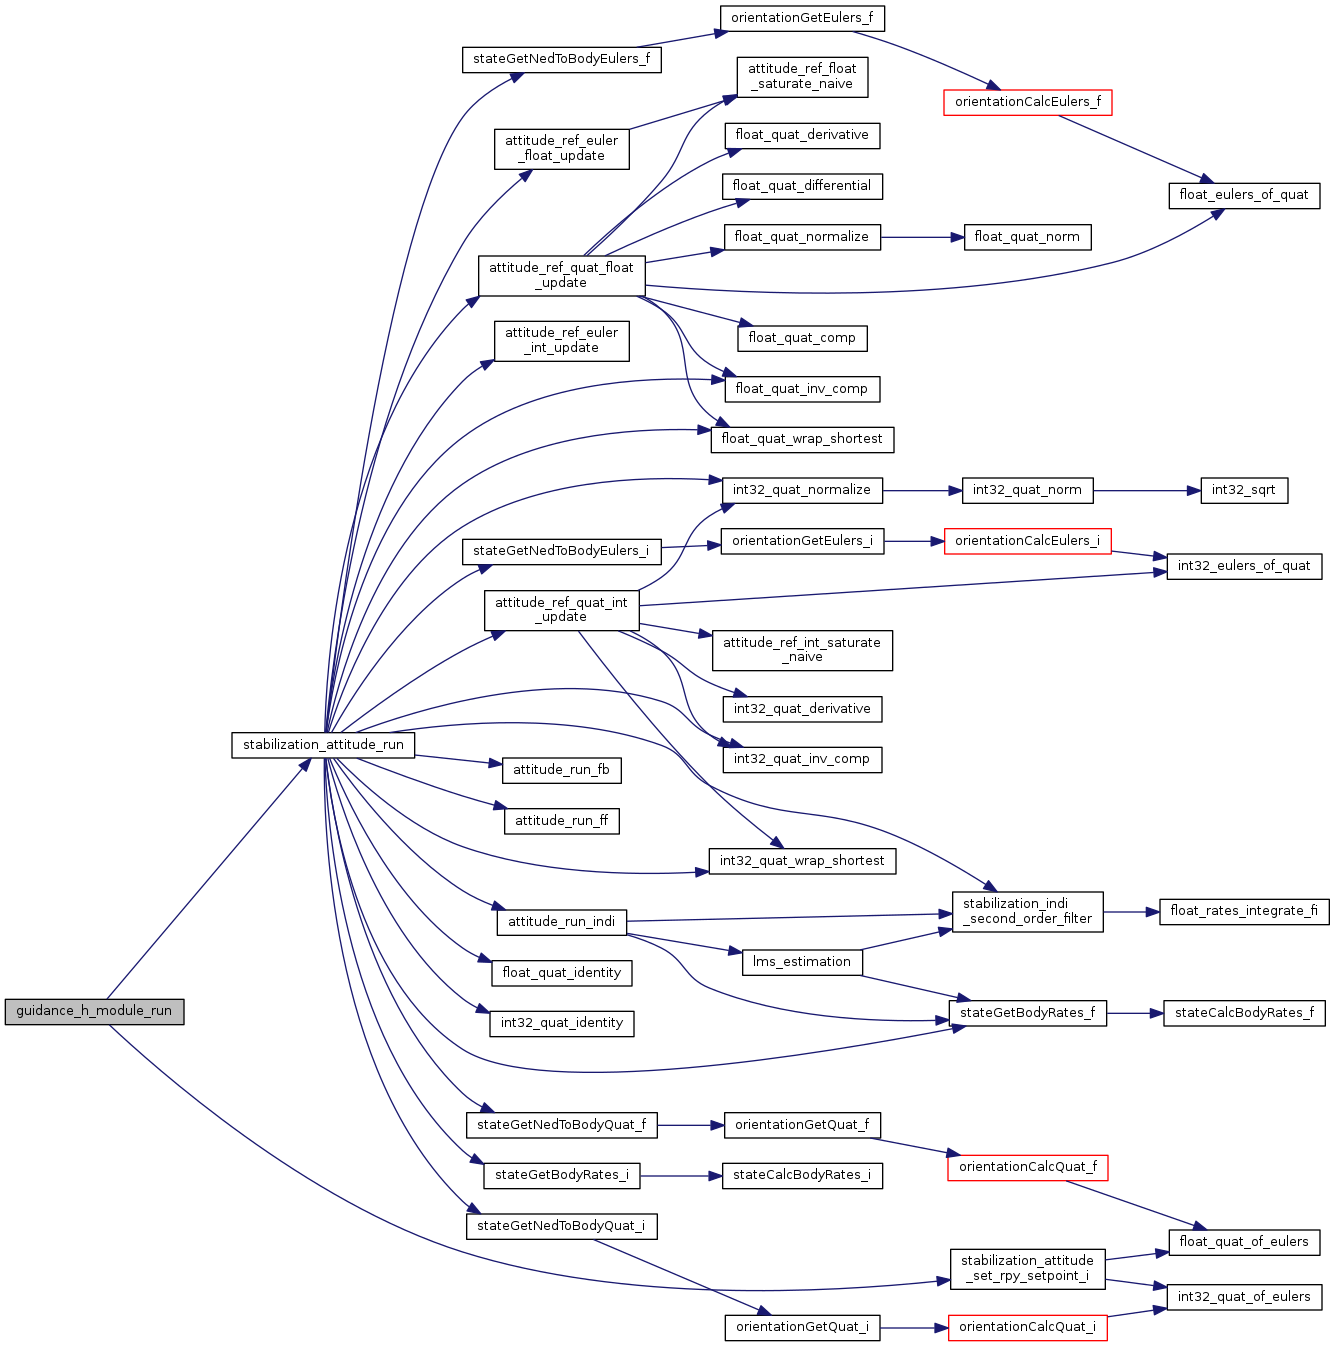 orientationGetEulers_f
stateGetNedToBodyEulers_f
attitude_ref_float
_saturate_naive
orientationCalcEulers_f
float_quat_derivative
attitude_ref_euler
_float_update
float_quat_differential
float_eulers_of_quat
float_quat_normalize
float_quat_norm
attitude_ref_quat_float
_update
attitude_ref_euler
_int_update
float_quat_comp
float_quat_inv_comp
float_quat_wrap_shortest
int32_quat_normalize
int32_quat_norm
int32_sqrt
stateGetNedToBodyEulers_i
orientationGetEulers_i
orientationCalcEulers_i
int32_eulers_of_quat
attitude_ref_quat_int
_update
attitude_ref_int_saturate
_naive
int32_quat_derivative
stabilization_attitude_run
int32_quat_inv_comp
attitude_run_fb
attitude_run_ff
int32_quat_wrap_shortest
stabilization_indi
_second_order_filter
float_rates_integrate_fi
attitude_run_indi
lms_estimation
float_quat_identity
guidance_h_module_run
int32_quat_identity
stateGetBodyRates_f
stateCalcBodyRates_f
stateGetNedToBodyQuat_f
orientationGetQuat_f
orientationCalcQuat_f
stateGetBodyRates_i
stateCalcBodyRates_i
stateGetNedToBodyQuat_i
float_quat_of_eulers
stabilization_attitude
_set_rpy_setpoint_i
int32_quat_of_eulers
orientationGetQuat_i
orientationCalcQuat_i